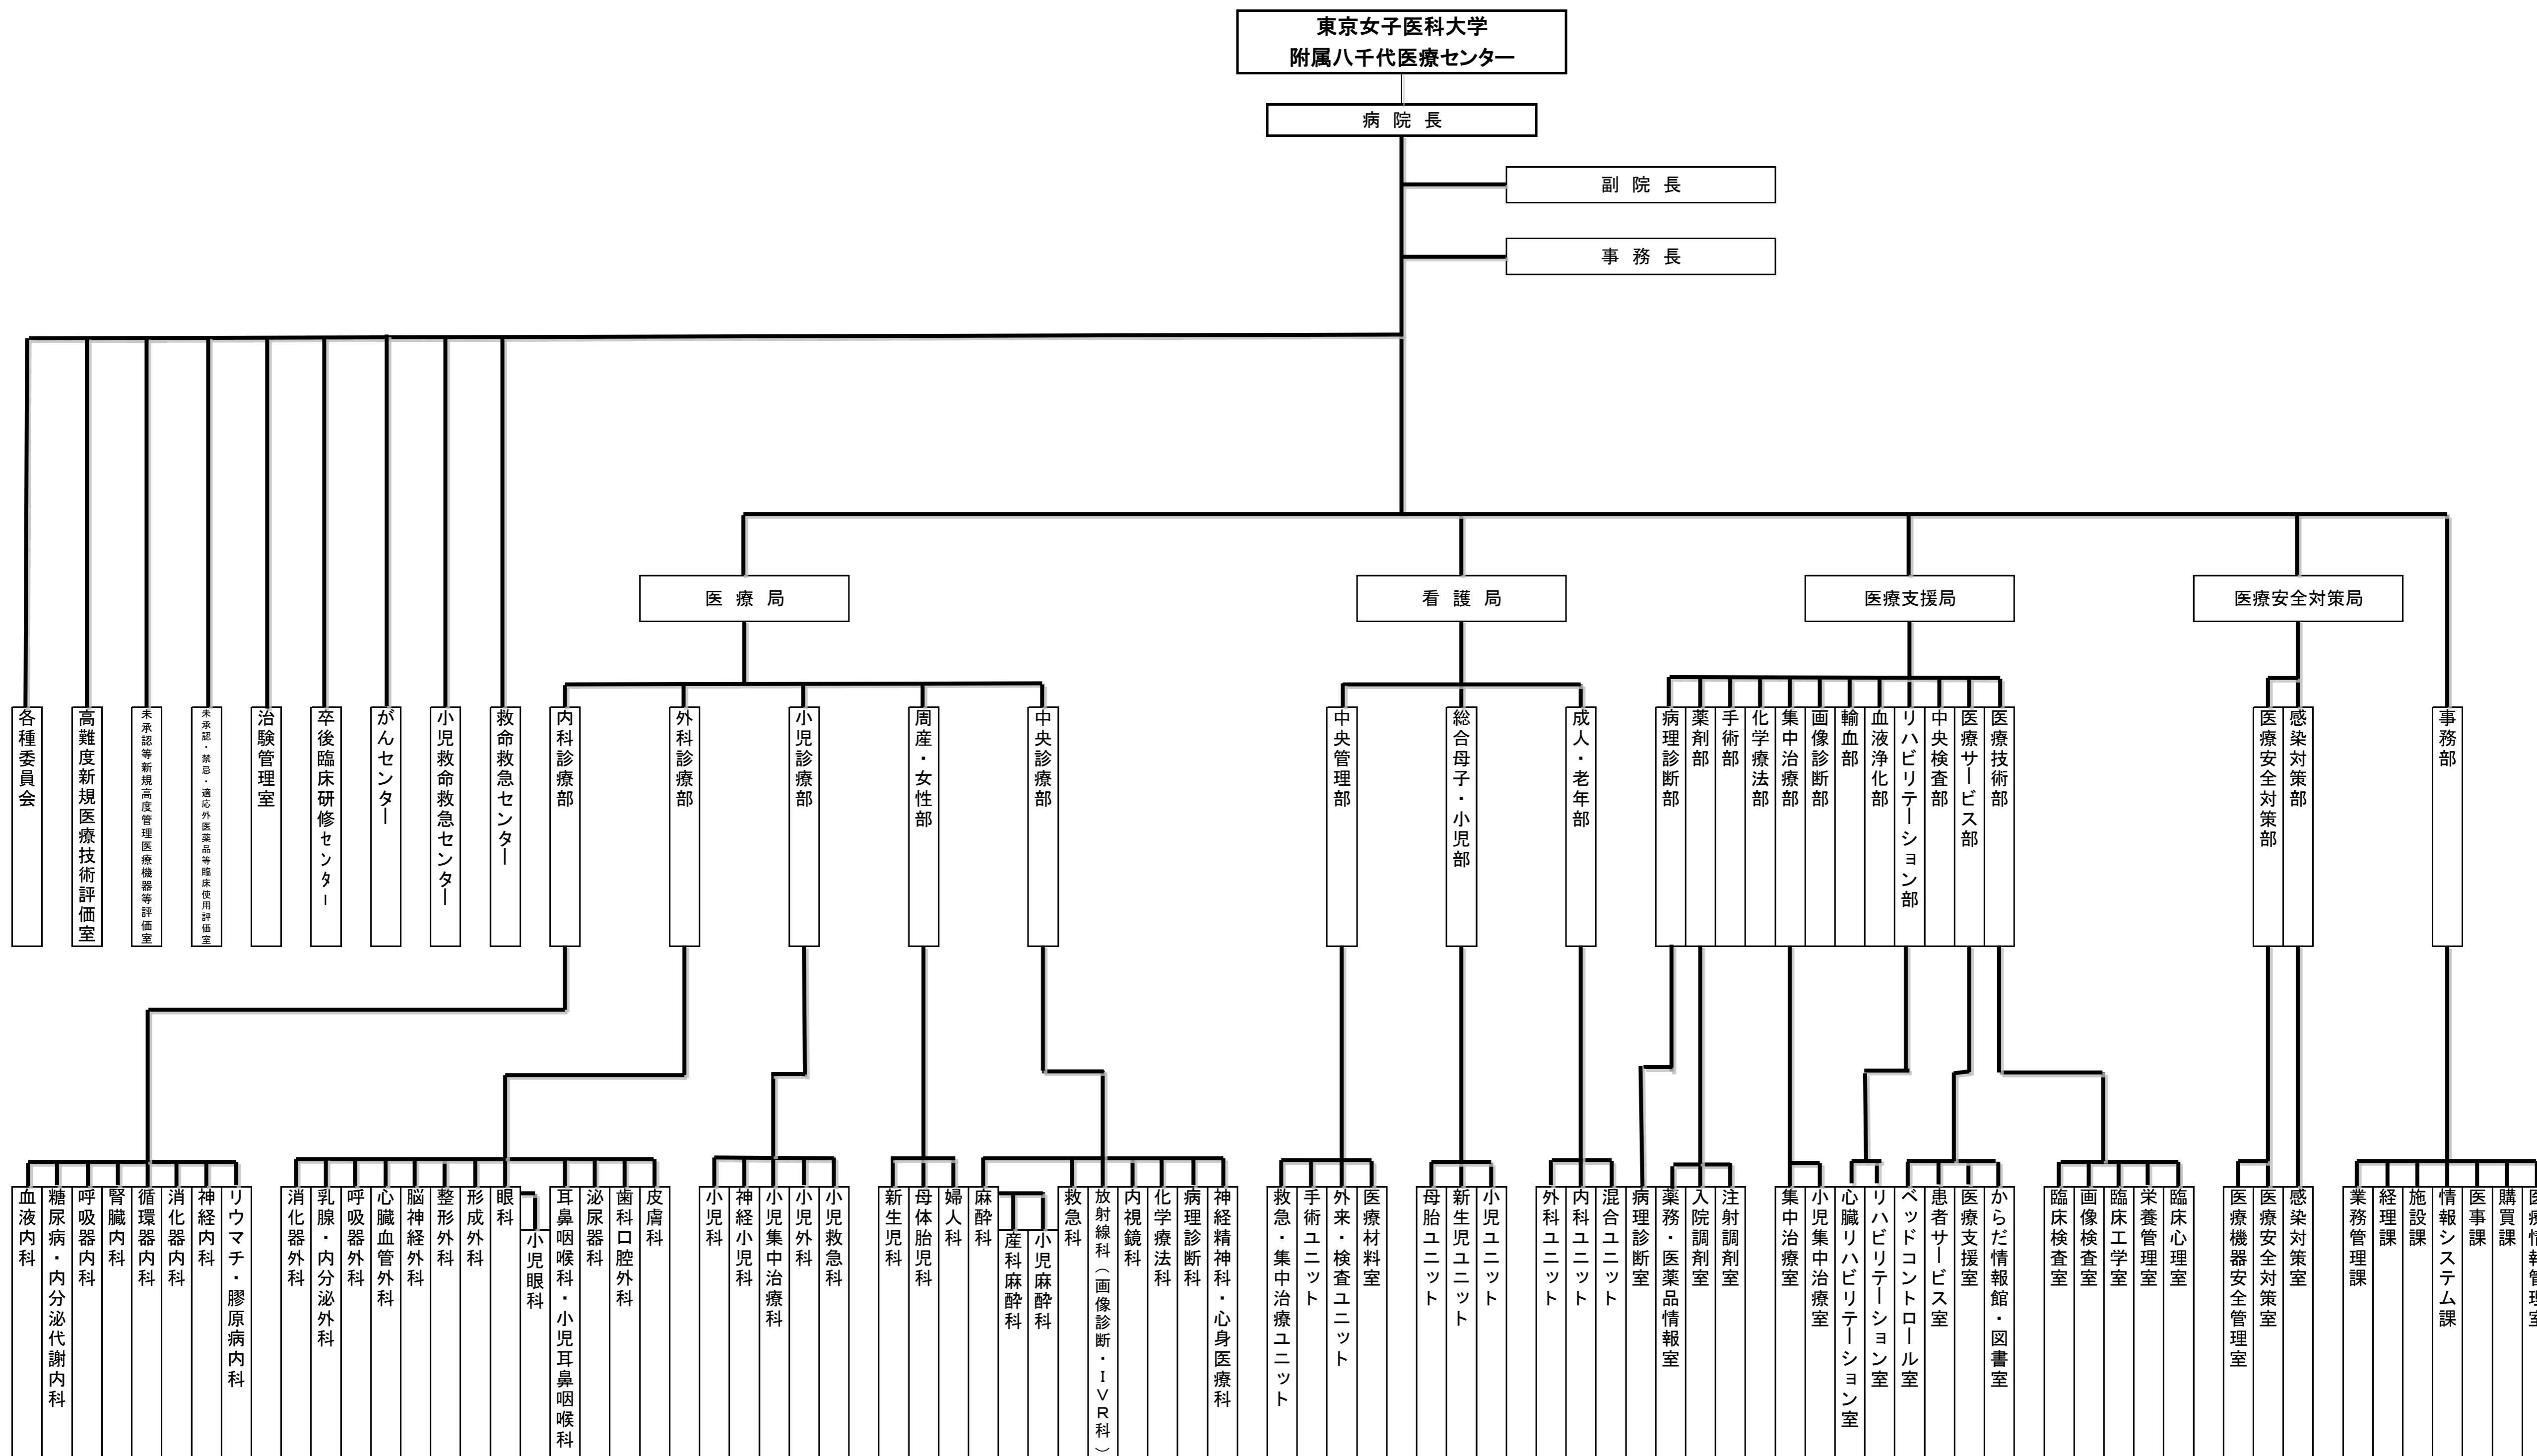 東京女子医科大学
附属八千代医療センター
病院長
副院長
事務長
医療局
看護局
医療支援局
医療安全対策局
各種委員会
高難度新規医療技術評価室
未承認等新規高度管理医療機器等評価室
未承認・禁忌・適応外医薬品等臨床使用評価室
治験管理室
卒後臨床研修センター
がんセンター
小児救命救急センター
救命救急センター
内科診療部
外科診療部
小児診療部
周産・女性部
中央診療部
中央管理部
総合母子・小児部
成人・老年部
病理診断部
薬剤部
手術部
化学療法部
集中治療部
画像診断部
輸血部
血液浄化部
リハビリテーション部
中央検査部
医療サービス部
医療技術部
医療安全対策部
感染対策部
事務部
血液内科
糖尿病・内分泌代謝内科
呼吸器内科
腎臓内科
循環器内科
消化器内科
神経内科
リウマチ・膠原病内科
消化器外科
乳腺・内分泌外科
呼吸器外科
心臓血管外科
脳神経外科
整形外科
形成外科
眼科
小児眼科
耳鼻咽喉科・小児耳鼻咽喉科
泌尿器科
歯科口腔外科
皮膚科
小児科
神経小児科
小児集中治療科
小児外科
小児救急科
新生児科
母体胎児科
婦人科
麻酔科
産科麻酔科
小児麻酔科
救急科
放射線科（画像診断・IVR科）
内視鏡科
化学療法科
病理診断科
神経精神科・心身医療科
救急・集中治療ユニット
手術ユニット
外来・検査ユニット
医療材料室
母胎ユニット
新生児ユニット
小児ユニット
外科ユニット
内科ユニット
混合ユニット
病理診断室
薬務・医薬品情報室
入院調剤室
注射調剤室
集中治療室
小児集中治療室
心臓リハビリテーション室
リハビリテーション室
ベッドコントロール室
患者サービス室
医療支援室
からだ情報館・図書室
臨床検査室
画像検査室
臨床工学室
栄養管理室
臨床心理室
医療機器安全管理室
医療安全対策室
感染対策室
業務管理課
経理課
施設課
情報システム課
医事課
購買課
医療情報管理室